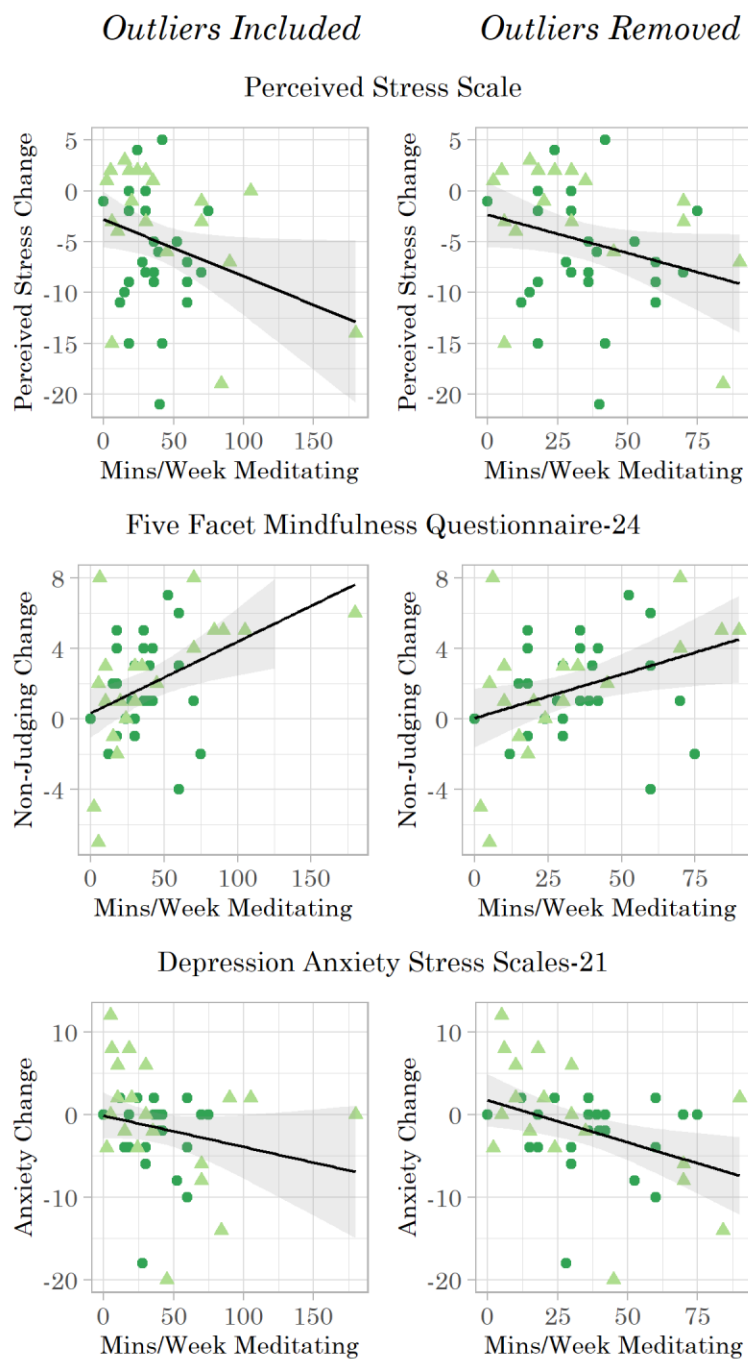 Outliers Included Outliers Removed
Perceived Stress Scale
Perceived Stress Change
5
0
-5
-10
-15
-20
0 50 100 150
Mins/Week Meditating
Perceived Stress Change
5
0
-5
-10
-15
-20
0 25 50 75
Mins/Week Meditating
Five Facet Mindfulness Questionnaire-24
Non-Judging Change
8
4
0
-4
0 50 100 150
Mins/Week Meditating
Non-Judging Change
8
4
0
-4
0 25 50 75
Mins/Week Meditating
Depression Anxiety Stress Scales-21
Anxiety Change
10
0
-10
-20
0 50 100 150
Mins/Week Meditating
Anxiety Change
10
0
-10
-20
0 25 50 75
Mins/Week Meditating